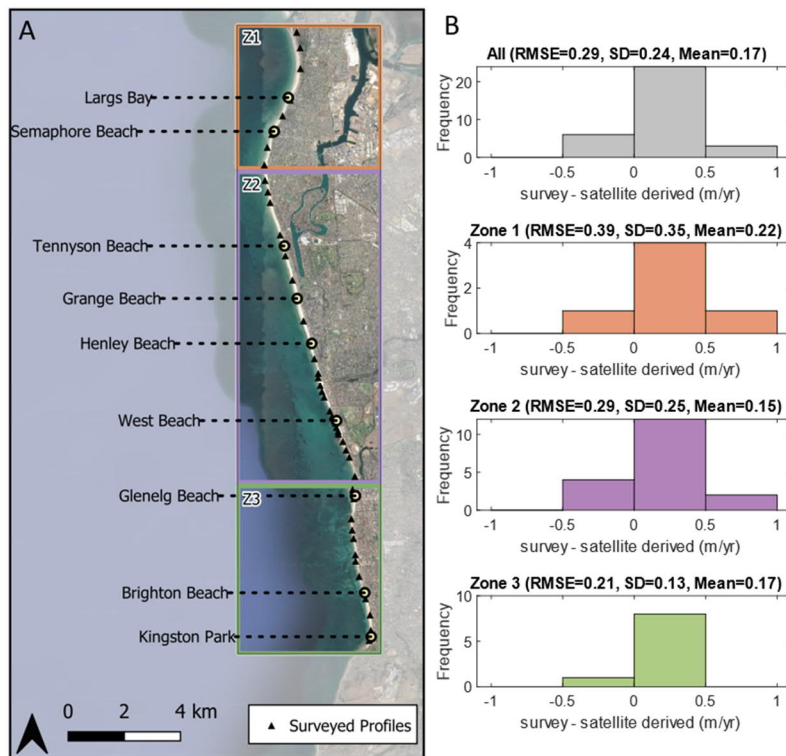 A
Z1
Largs Bay
Semaphore Beach
Z2
Tennyson Beach
Grange Beach
Henley Beach
West Beach
Glenelg Beach
Z3
Brighton Beach
Kingston Park
0 2 4 km
▲ Surveyed Profiles
B
All (RMSE=0.29, SD=0.24, Mean=0.17)
Frequency
20
10
0
-1 -0.5 0 0.5 1
survey - satellite derived (m/yr)
Zone 1 (RMSE=0.39, SD=0.35, Mean=0.22)
Frequency
4
2
0
-1 -0.5 0 0.5 1
survey - satellite derived (m/yr)
Zone 2 (RMSE=0.29, SD=0.25, Mean=0.15)
Frequency
10
5
0
-1 -0.5 0 0.5 1
survey - satellite derived (m/yr)
Zone 3 (RMSE=0.21, SD=0.13, Mean=0.17)
Frequency
10
5
0
-1 -0.5 0 0.5 1
survey - satellite derived (m/yr)